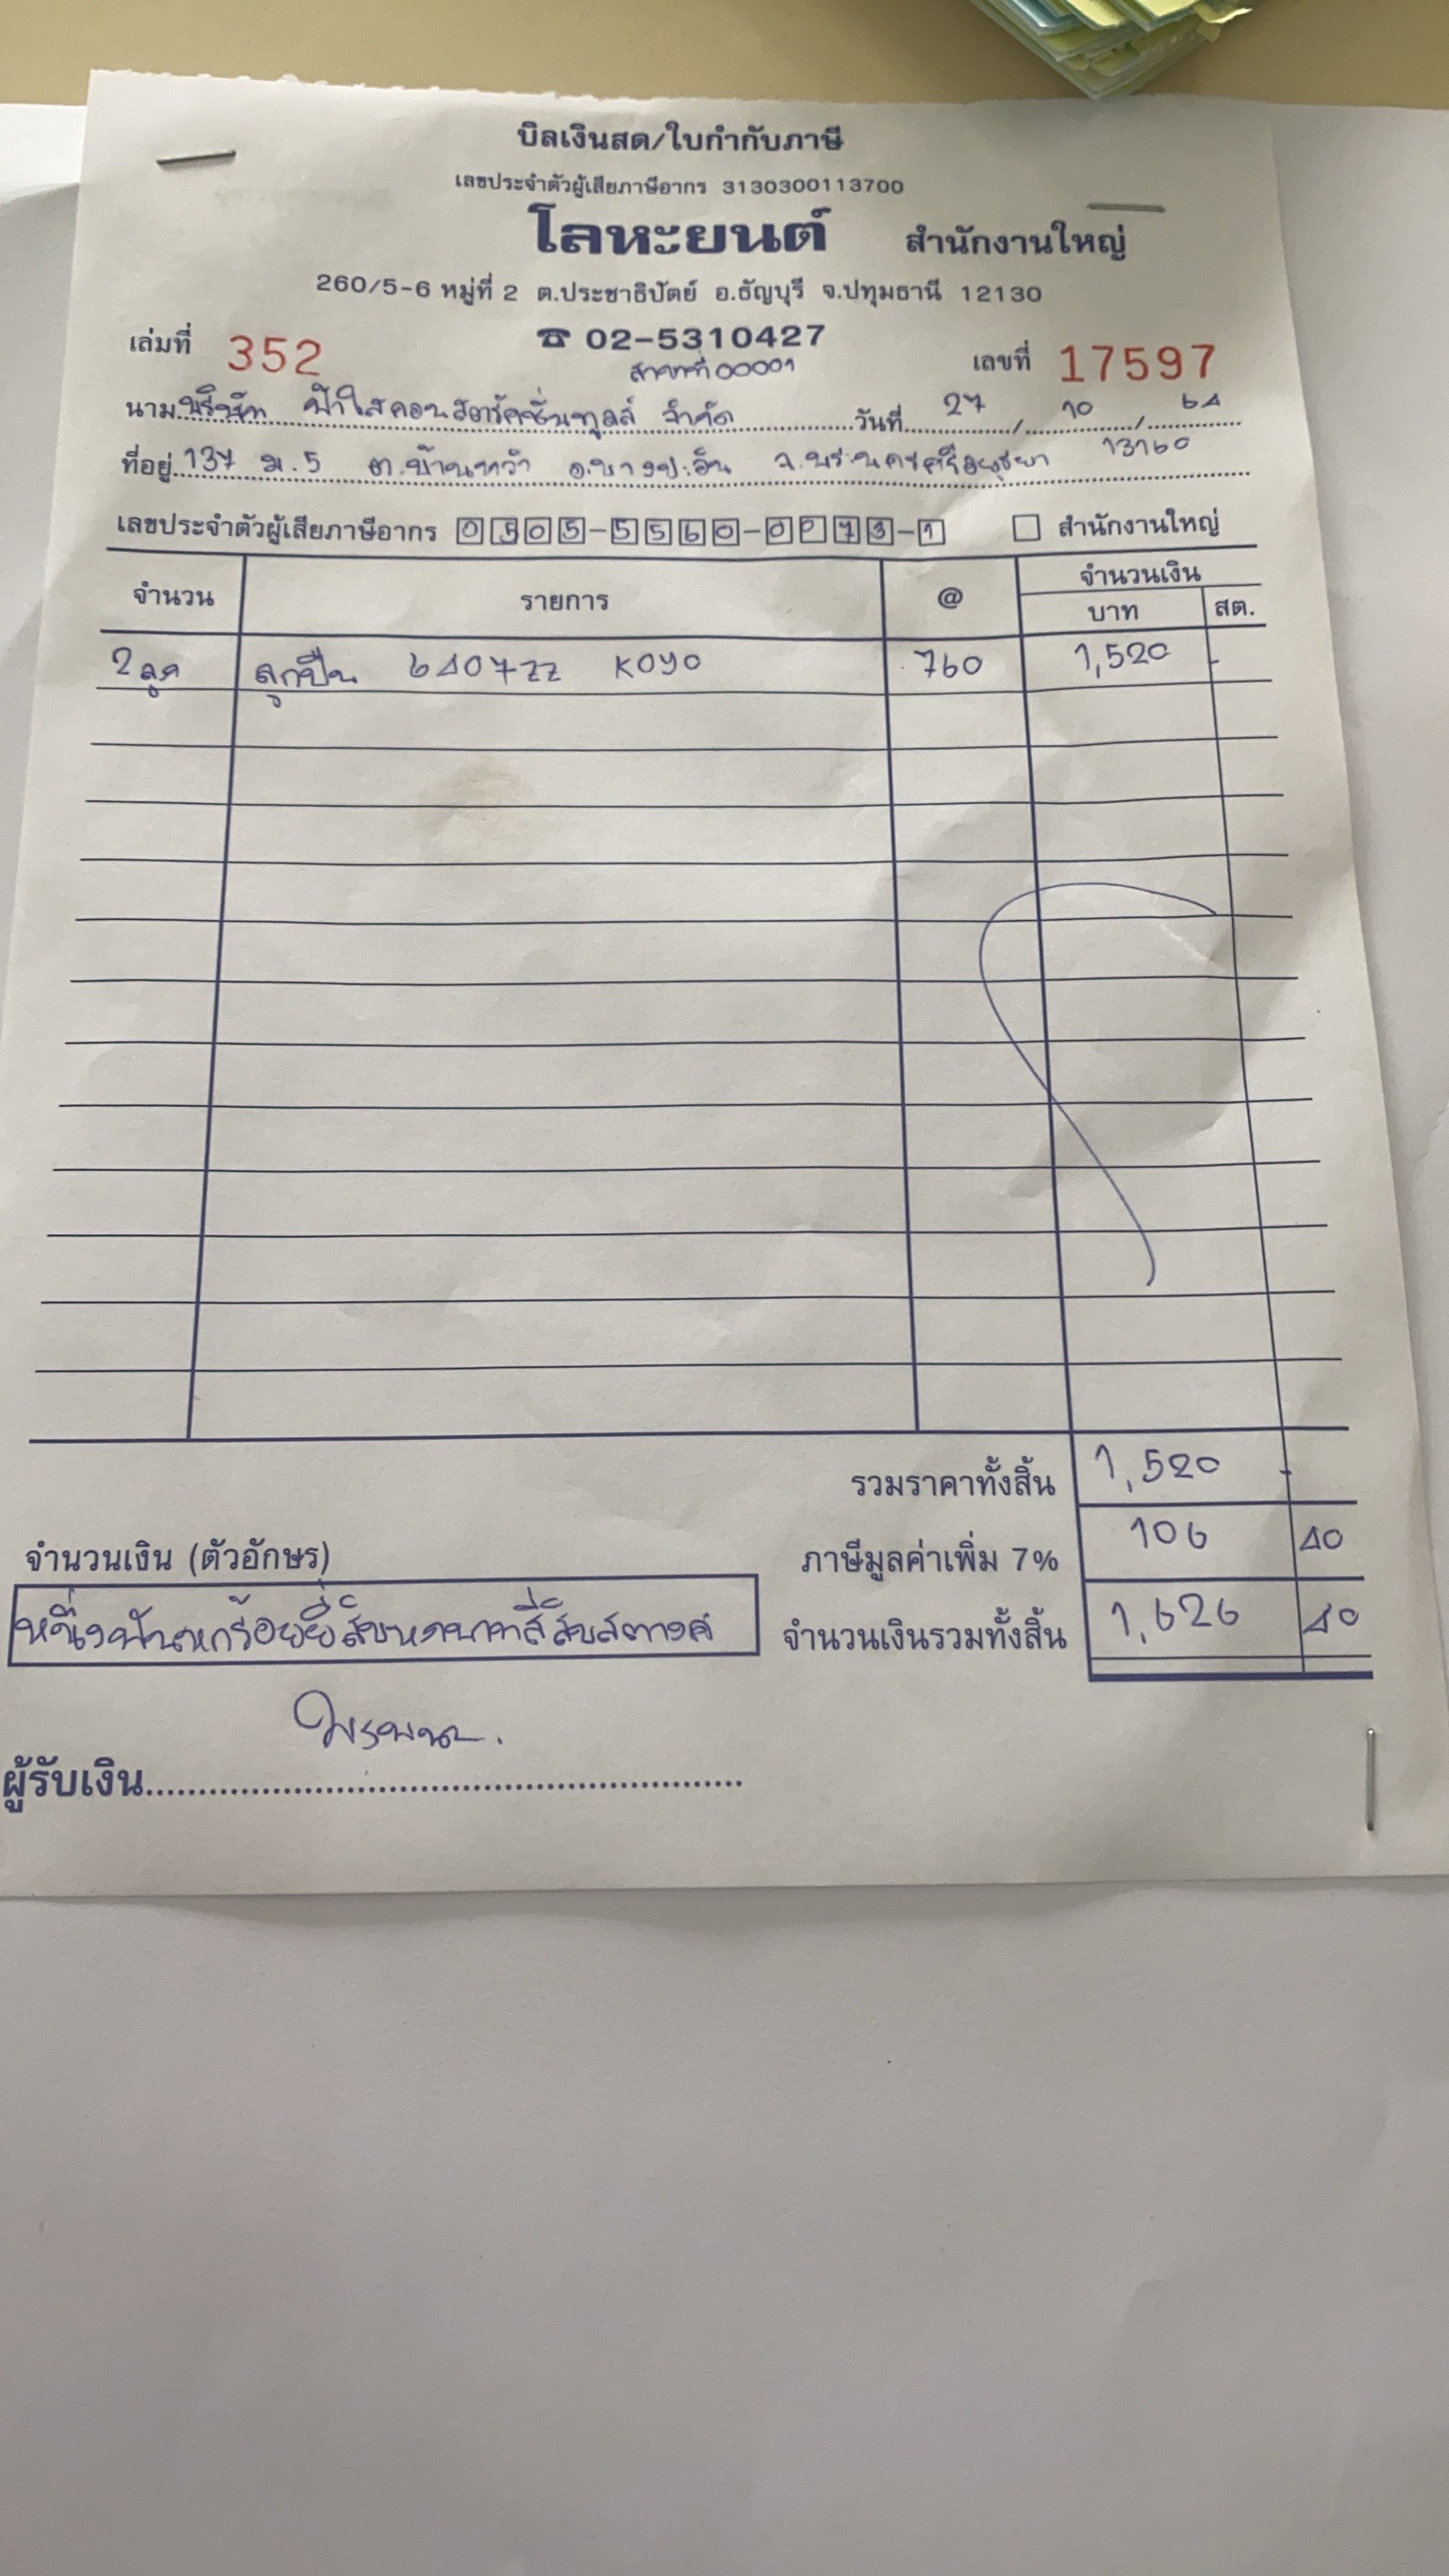 บิลเงินสด/ใบกำกับภาษี
เลขประจำตัวผู้เสียภาษีอากร 3130300113700
โลหะยนต์ สำนักงานใหญ่
260/5-6 หมู่ที่ 2 ต.ประชาธิปัตย์ อ.ธัญบุรี จ.ปทุมธานี 12130
เล่มที่ 352 ☎ 02-5310427 เลขที่ 17597
สาขาที่ 00001
นาม บริษัท ฟ้าใสคอนสตรัคชั่นทูลส์ จำกัด วันที่ 27 / 10 / 64
ที่อยู่ 137 ม.5 ต.บ้านหว้า อ.บางปะอิน จ.พระนครศรีอยุธยา 13160
เลขประจำตัวผู้เสียภาษีอากร -5560- -1 สำนักงานใหญ่
จำนวน รายการ @ จำนวนเงิน
บาท สต.
2 ลูก ลูกปืน 6407ZZ KOYO 760 1,520 -
รวมราคาทั้งสิ้น 1,520 -
จำนวนเงิน (ตัวอักษร) ภาษีมูลค่าเพิ่ม 7% 106 40
หนึ่งพันหกร้อยยี่สิบหกบาทสี่สิบสตางค์ จำนวนเงินรวมทั้งสิ้น 1,626 40
ผู้รับเงิน